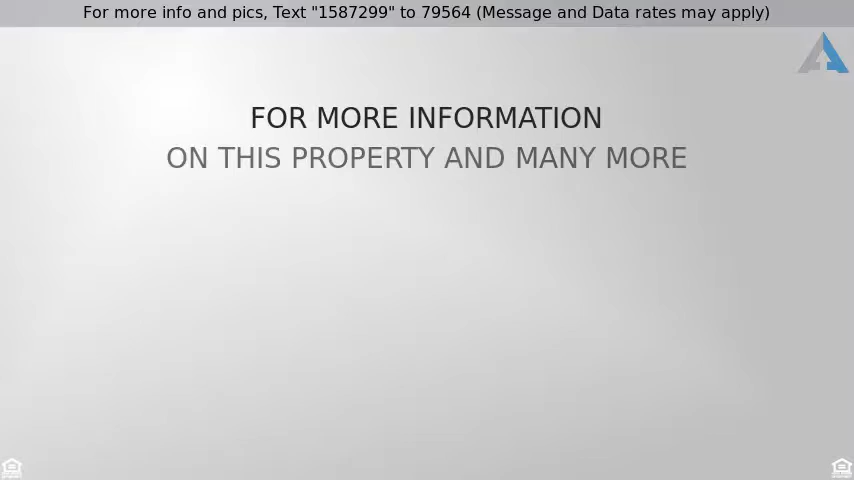 For more info and pics, Text "1587299" to 79564 (Message and Data rates may apply)
FOR MORE INFORMATION
ON THIS PROPERTY AND MANY MORE